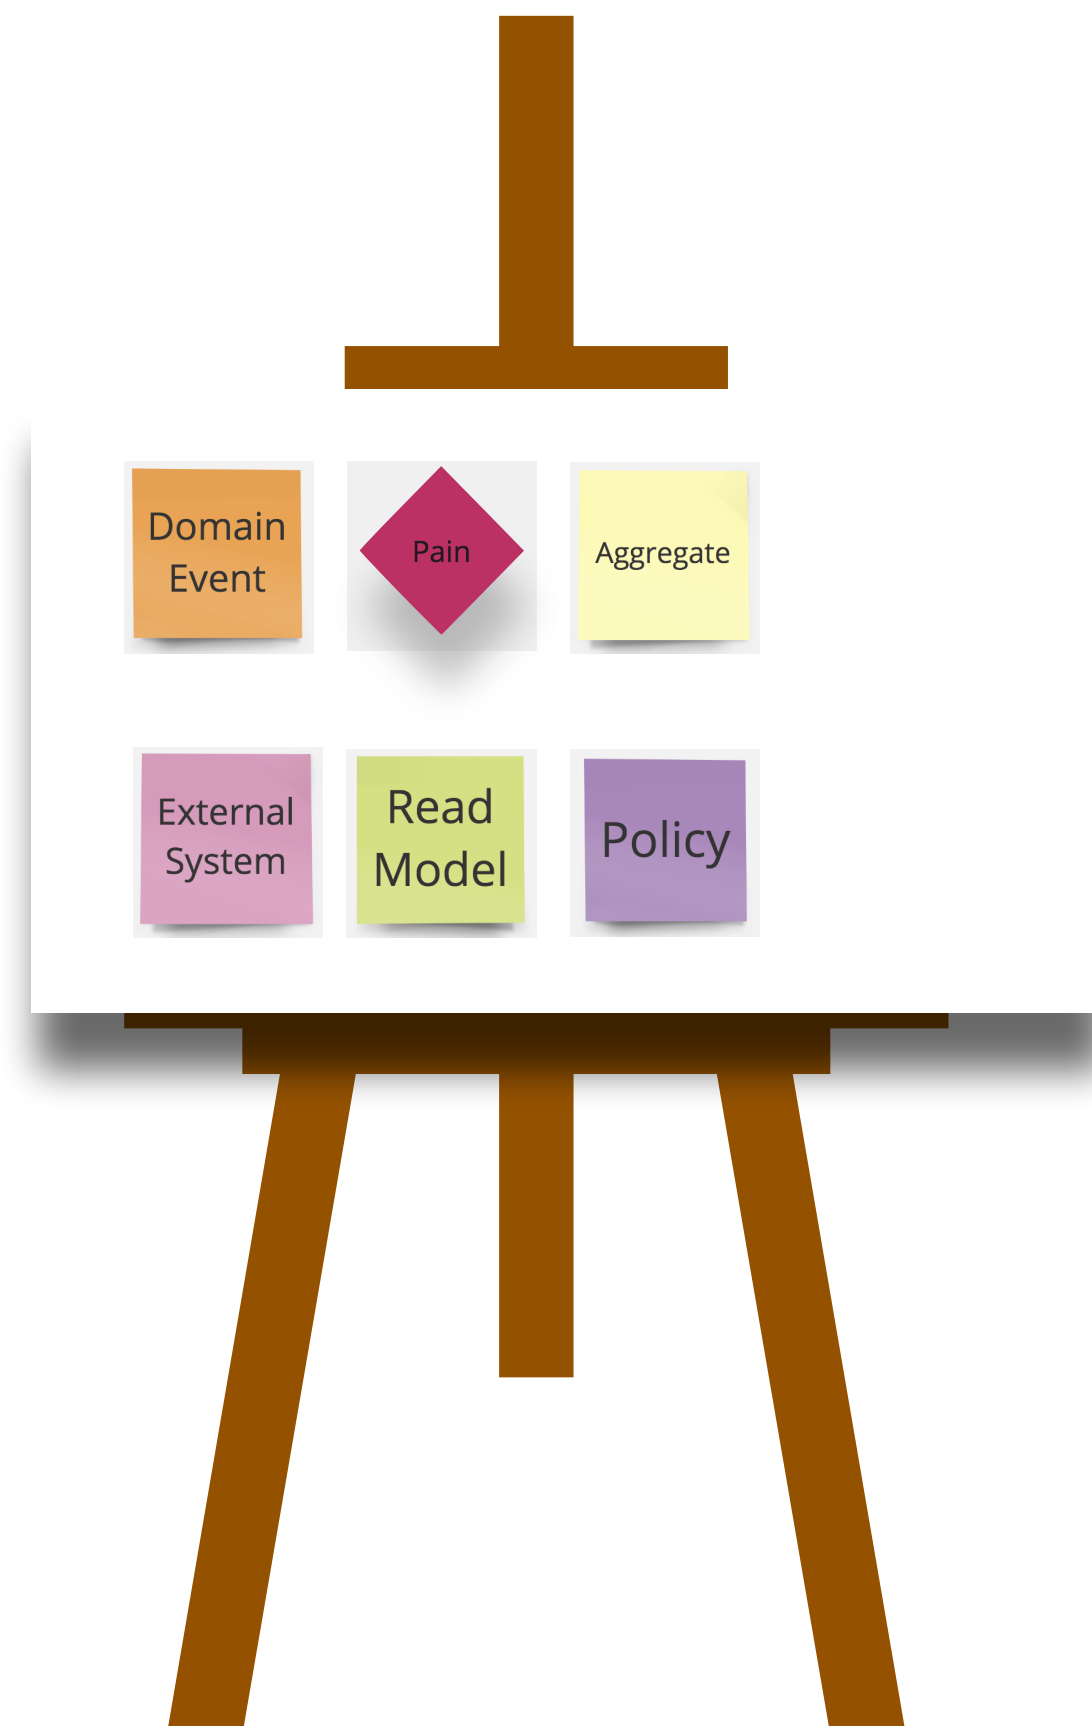 Domain
Event
Pain
Aggregate
External
System
Read
Model
Policy